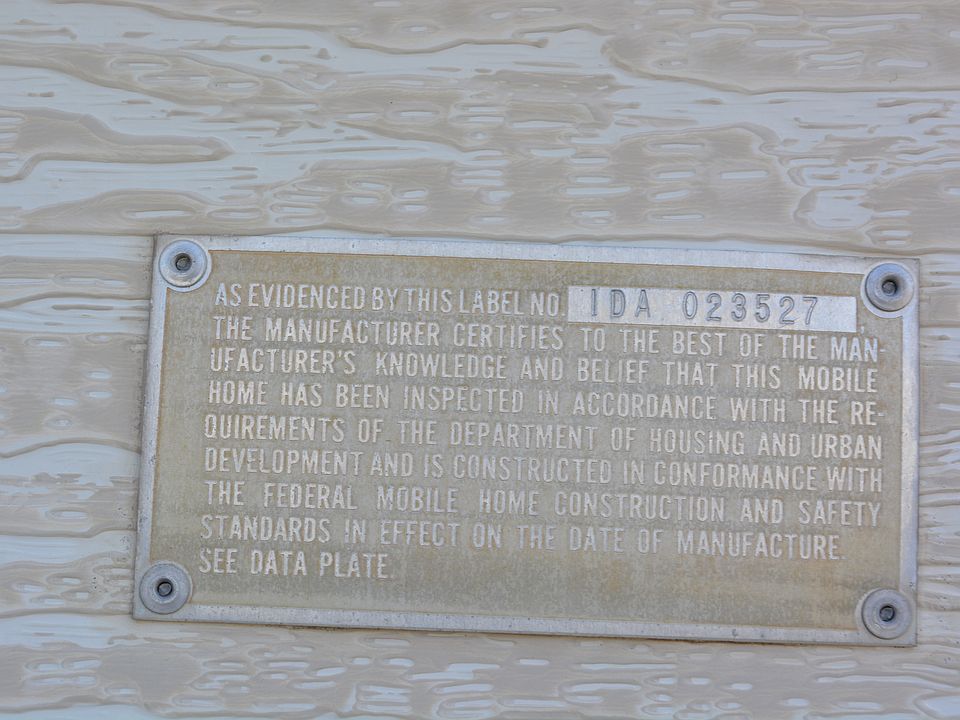 AS EVIDENCED BY THIS LABEL NO. IDA 023527
THE MANUFACTURER CERTIFIES TO THE BEST OF THE MAN-
UFACTURER'S KNOWLEDGE AND BELIEF THAT THIS MOBILE
HOME HAS BEEN INSPECTED IN ACCORDANCE WITH THE RE-
QUIREMENTS OF THE DEPARTMENT OF HOUSING AND URBAN
DEVELOPMENT AND IS CONSTRUCTED IN CONFORMANCE WITH
THE FEDERAL MOBILE HOME CONSTRUCTION AND SAFETY
STANDARDS IN EFFECT ON THE DATE OF MANUFACTURE.
SEE DATA PLATE.